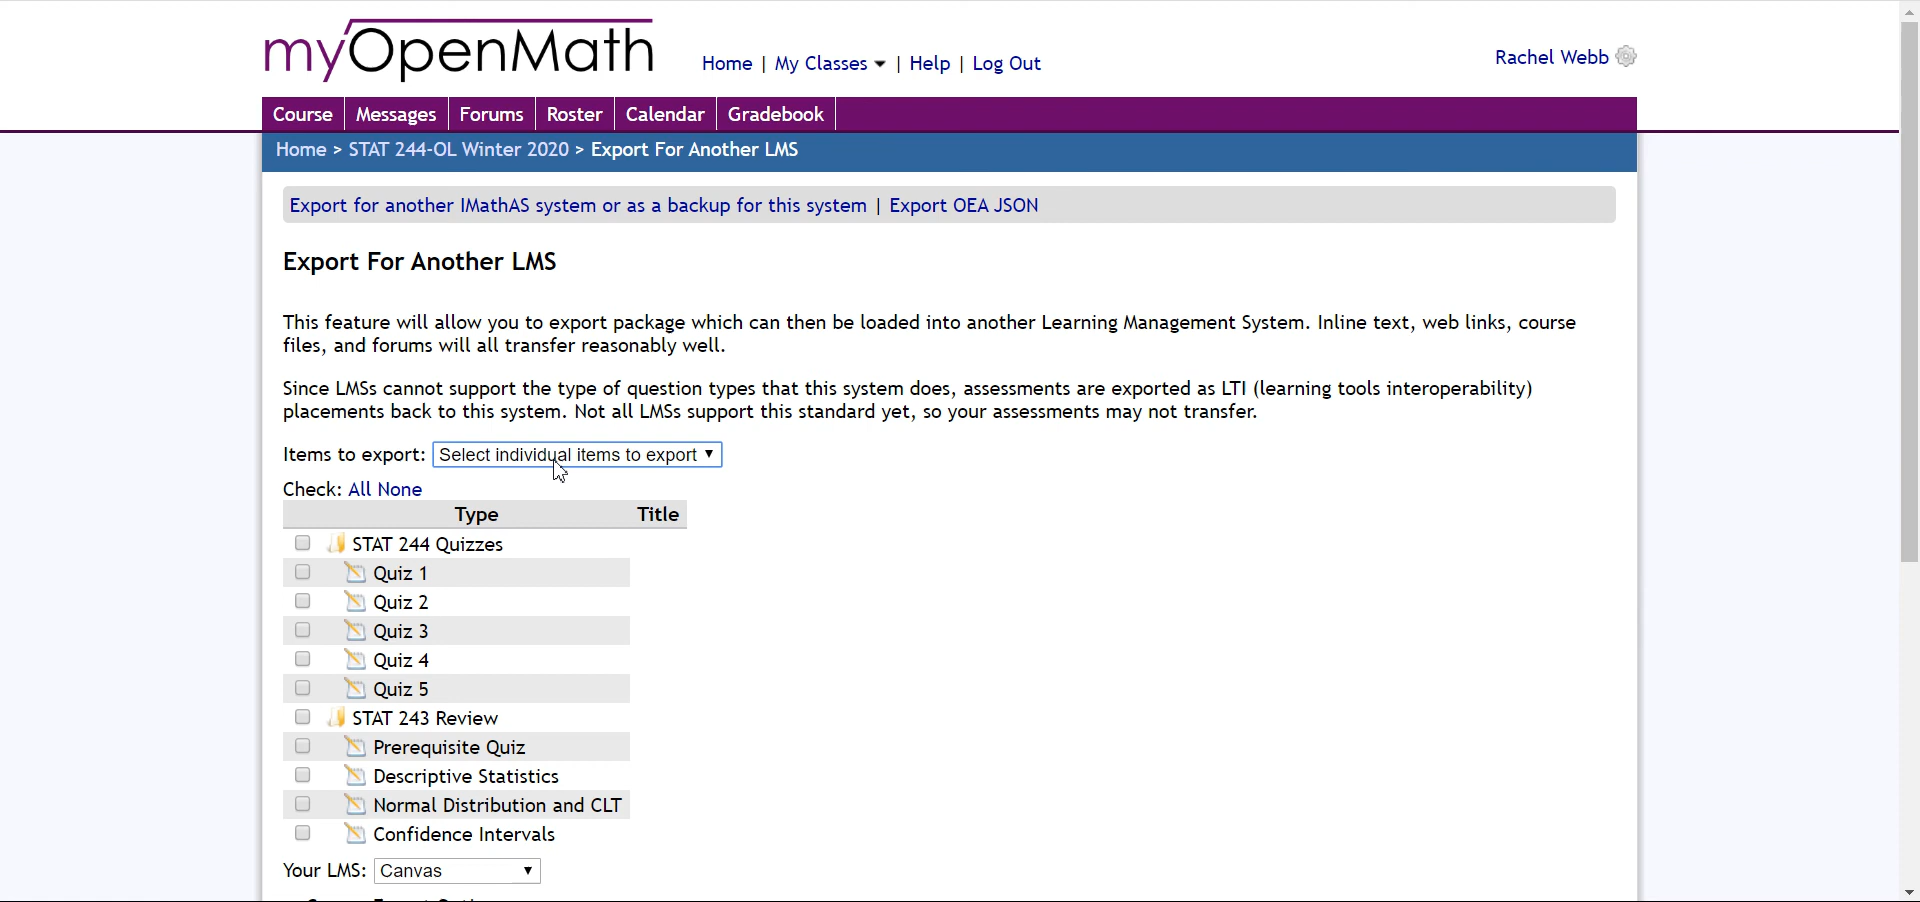 myOpenMath
Home | My Classes | Help | Log Out
Rachel Webb
Course Messages Forums Roster Calendar Gradebook
Home > STAT 244-OL Winter 2020 > Export For Another LMS
Export for another IMathAS system or as a backup for this system | Export OEA JSON
Export For Another LMS
This feature will allow you to export package which can then be loaded into another Learning Management System. Inline text, web links, course
files, and forums will all transfer reasonably well.
Since LMSs cannot support the type of question types that this system does, assessments are exported as LTI (learning tools interoperability)
placements back to this system. Not all LMSs support this standard yet, so your assessments may not transfer.
Items to export: Select individual items to export
Check: All None
Type Title
STAT 244 Quizzes
Quiz 1
Quiz 2
Quiz 3
Quiz 4
Quiz 5
STAT 243 Review
Prerequisite Quiz
Descriptive Statistics
Normal Distribution and CLT
Confidence Intervals
Your LMS: Canvas